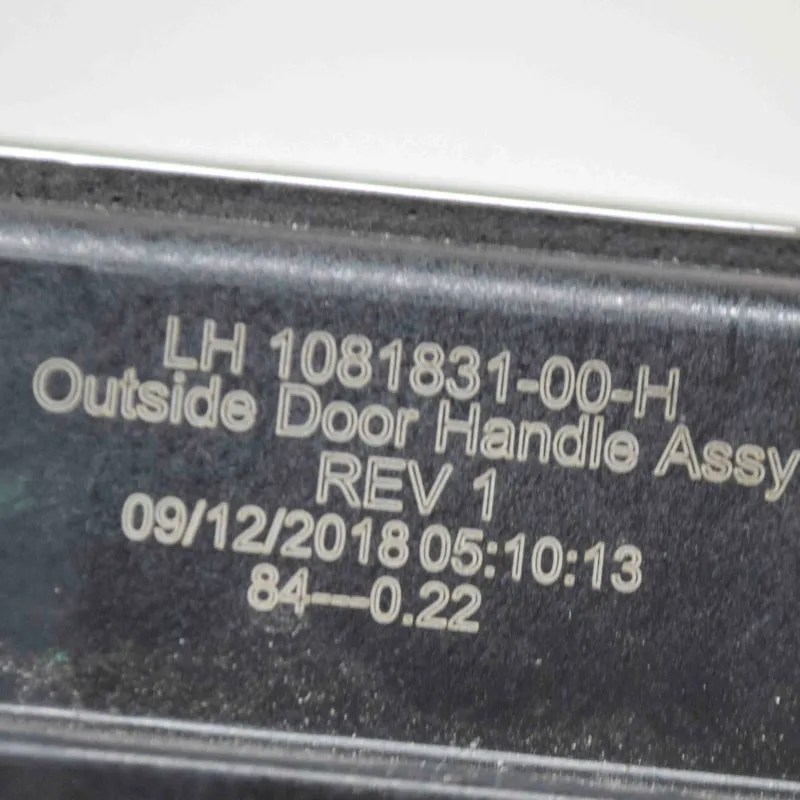 LH 1081831-00-H
Outside Door Handle Assy
REV 1
09/12/2018 05:10:13
84---0.22